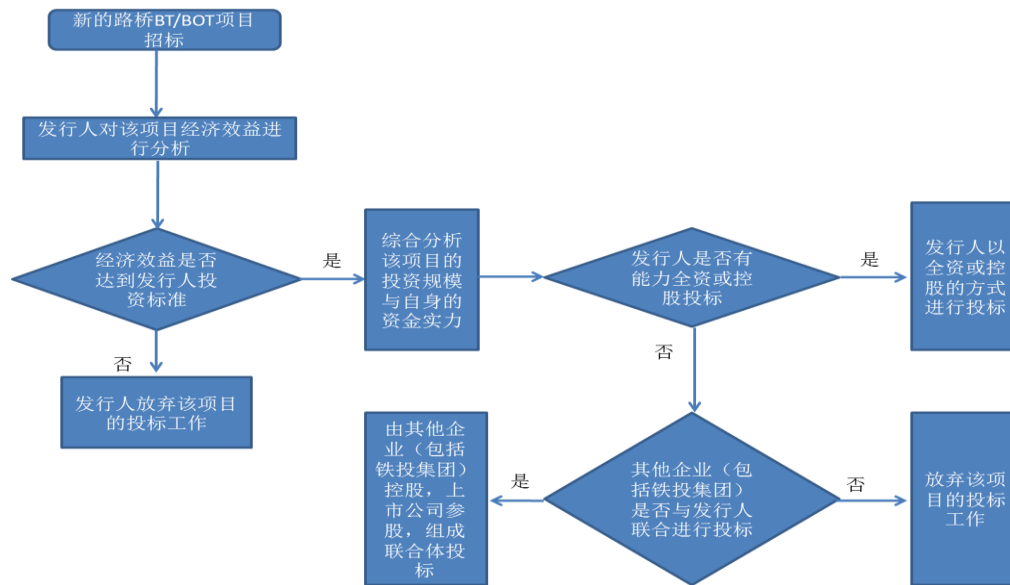 新的路桥BT/BOT项目
招标
发行人对该项目经济效益进
行分析
经济效益是否
达到发行人投
资标准
是
综合分析
该项目的
投资规模
与自身的
资金实力
发行人是否有
能力全资或控
股投标
是
发行人以
全资或控
股的方式
进行投标
否
发行人放弃该项目
的投标工作
否
其他企业（包括
铁投集团）
是否与发行人
联合进行投标
是
由其他企
业（包括
铁投集团）
控股，上
市公司参
股，组成
联合体投
标
否
放弃该项
目的投标
工作